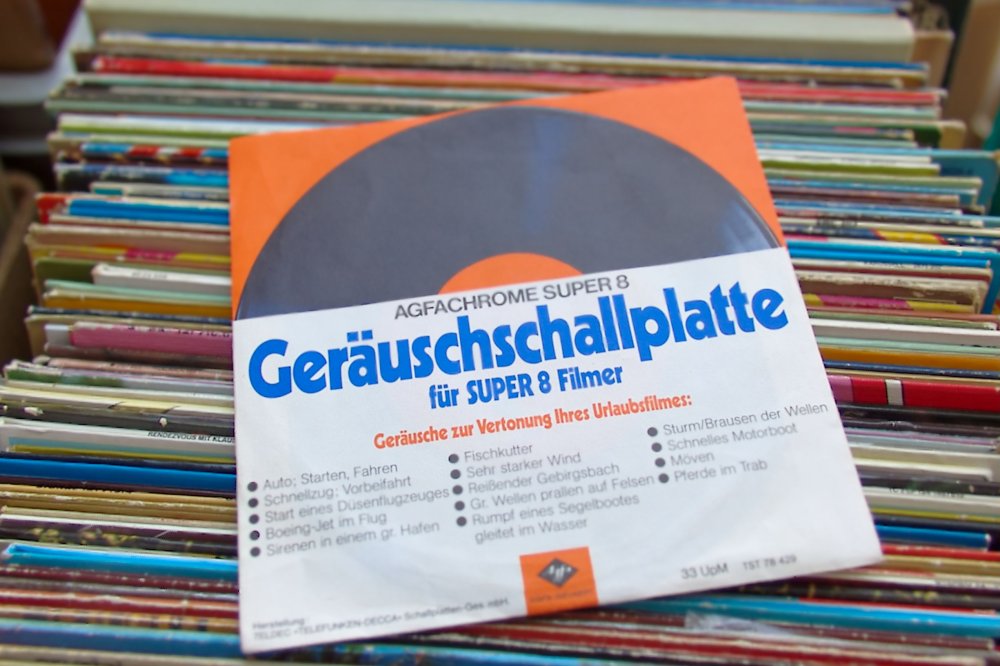 AGFACHROME SUPER 8
Geräuschschallplatte
für SUPER 8 Filmer
Geräusche zur Vertonung Ihres Urlaubsfilmes:
Auto; Starten, Fahren
Schnellzug; Vorbeifahrt
Start eines Düsenflugzeuges
Boeing-Jet im Flug
Sirenen in einem gr. Hafen
Fischkutter
Sehr starker Wind
Reißender Gebirgsbach
Gr. Wellen prallen auf Felsen
Rumpf eines Segelbootes
gleitet im Wasser
Sturm/Brausen der Wellen
Schnelles Motorboot
Möven
Pferde im Trab
33 UpM TST 78 429
Herstellung
TELDEC »TELEFUNKEN-DECCA« Schallplatten-Ges. mbH.
RENDEZVOUS MIT KLAUS